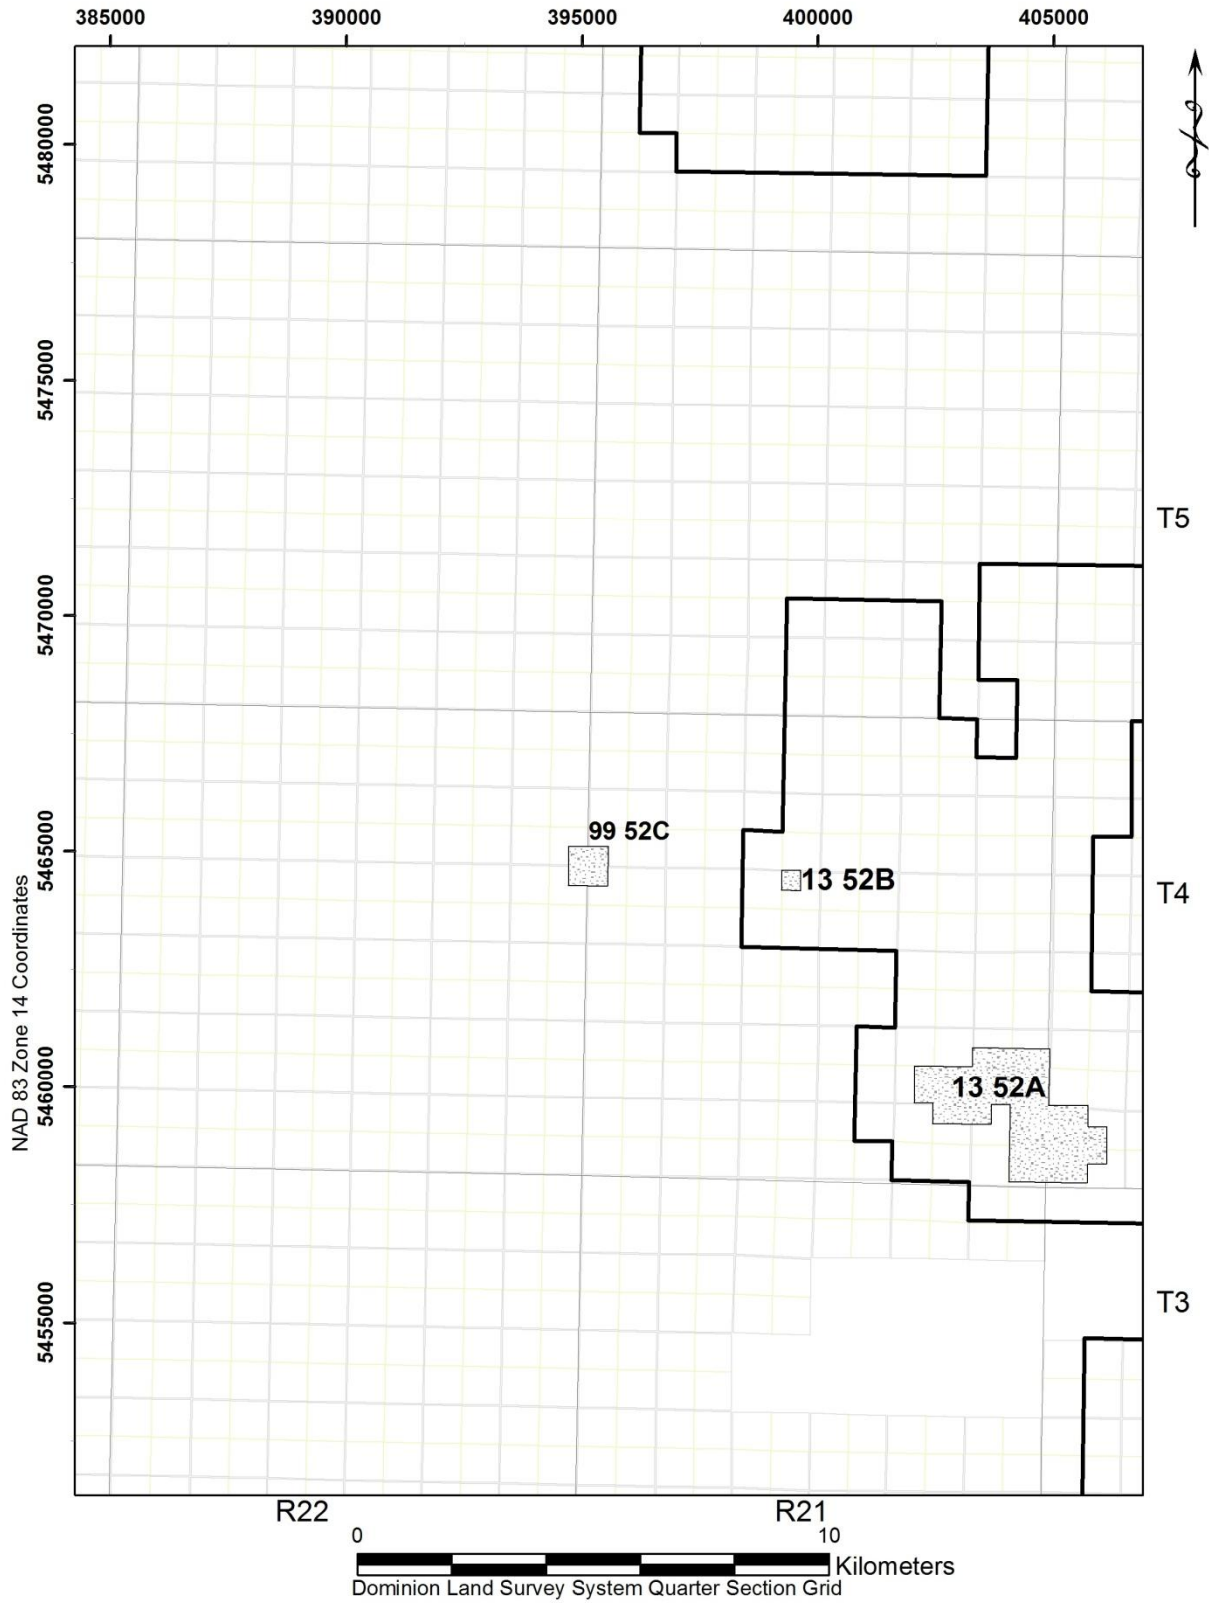 385000 390000 395000 400000 405000
5480000
5475000
T5
5470000
99 52C
5465000
13 52B
T4
NAD 83 Zone 14 Coordinates
5460000
13 52A
T3
5455000
R22 R21
0 10
Kilometers
Dominion Land Survey System Quarter Section Grid